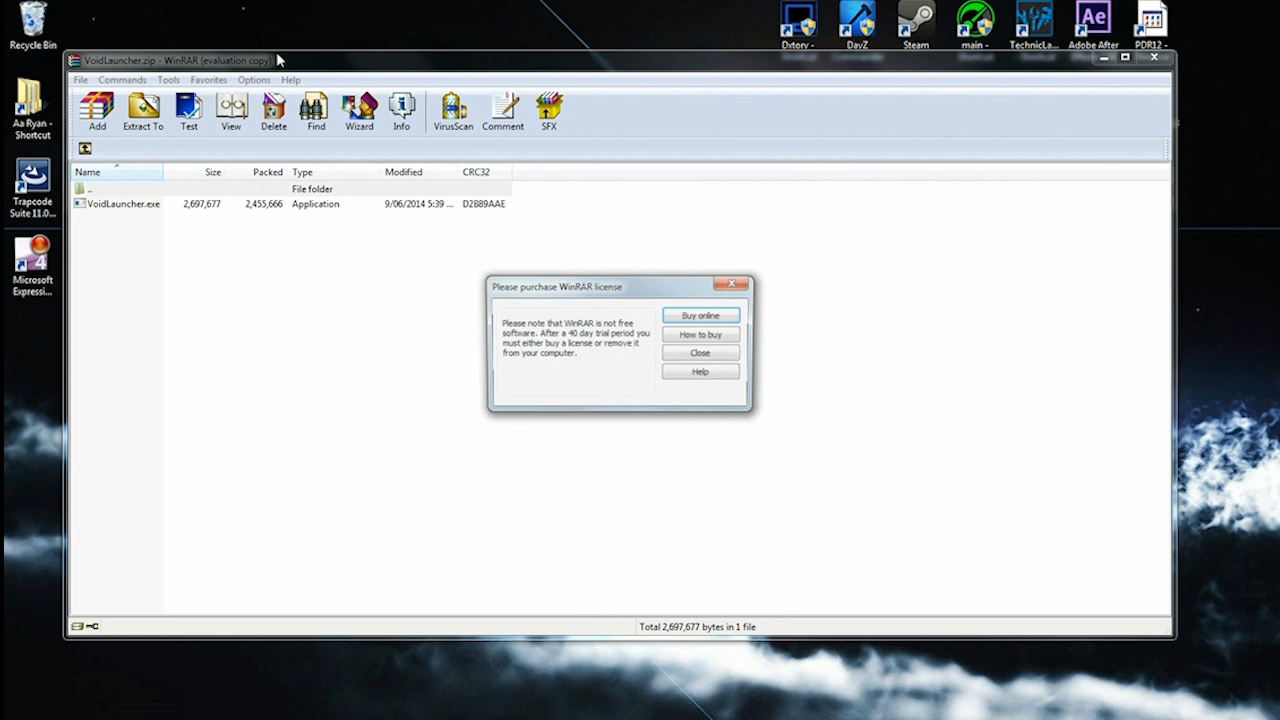 Recycle Bin
Dxtory -
DayZ
Steam
main -
TechnicLa...
Adobe After
PDR12 -
Aa Ryan -
Shortcut
Trapcode
Suite 11.0...
4
Microsoft
Expressi...
Ae
VoidLauncher.zip - WinRAR (evaluation copy)
File Commands Tools Favorites Options Help
Add Extract To Test View Delete Find Wizard Info VirusScan Comment SFX
Name Size Packed Type Modified CRC32
.. File folder
VoidLauncher.exe 2,697,677 2,455,666 Application 9/06/2014 5:39 ... D2B89AAE
Please purchase WinRAR license
Please note that WinRAR is not free
software. After a 40 day trial period you
must either buy a license or remove it
from your computer.
Buy online
How to buy
Close
Help
Total 2,697,677 bytes in 1 file